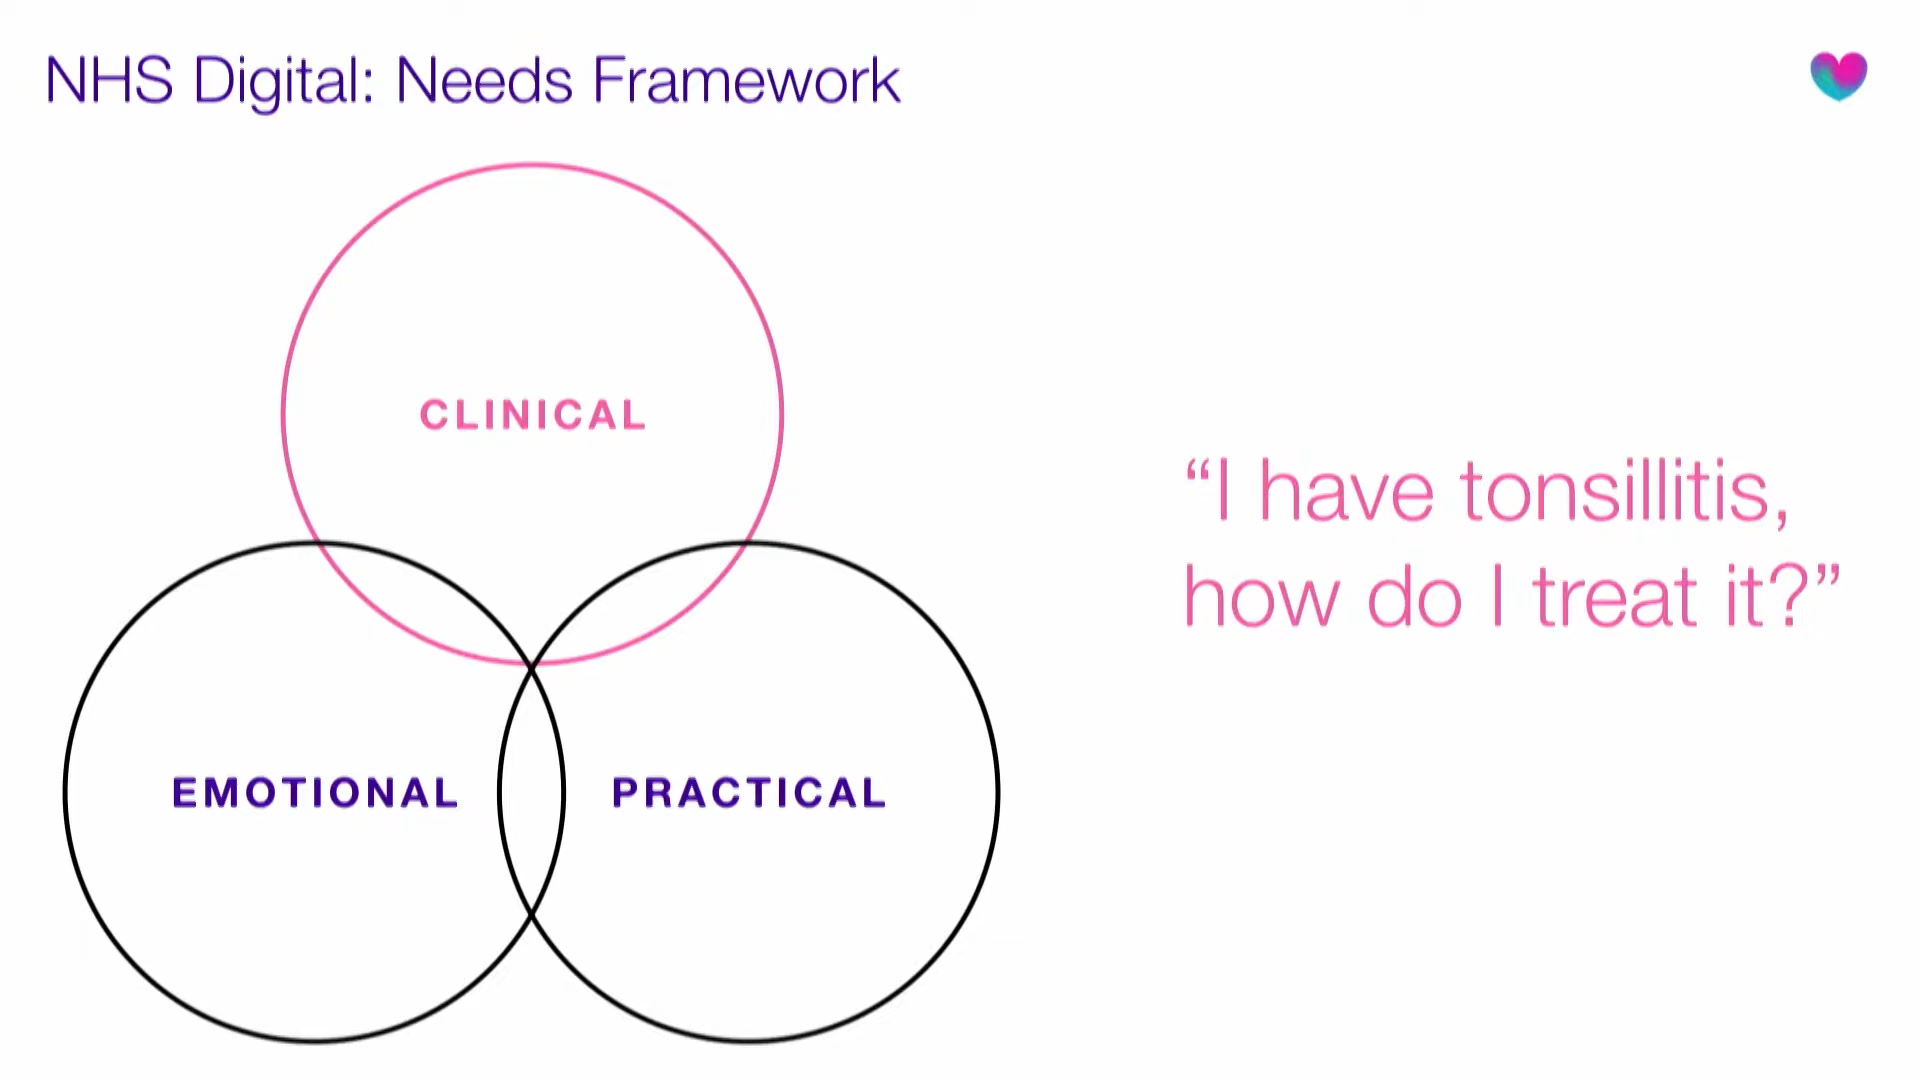 NHS Digital: Needs Framework
CLINICAL
EMOTIONAL
PRACTICAL
“I have tonsillitis,
how do I treat it?”